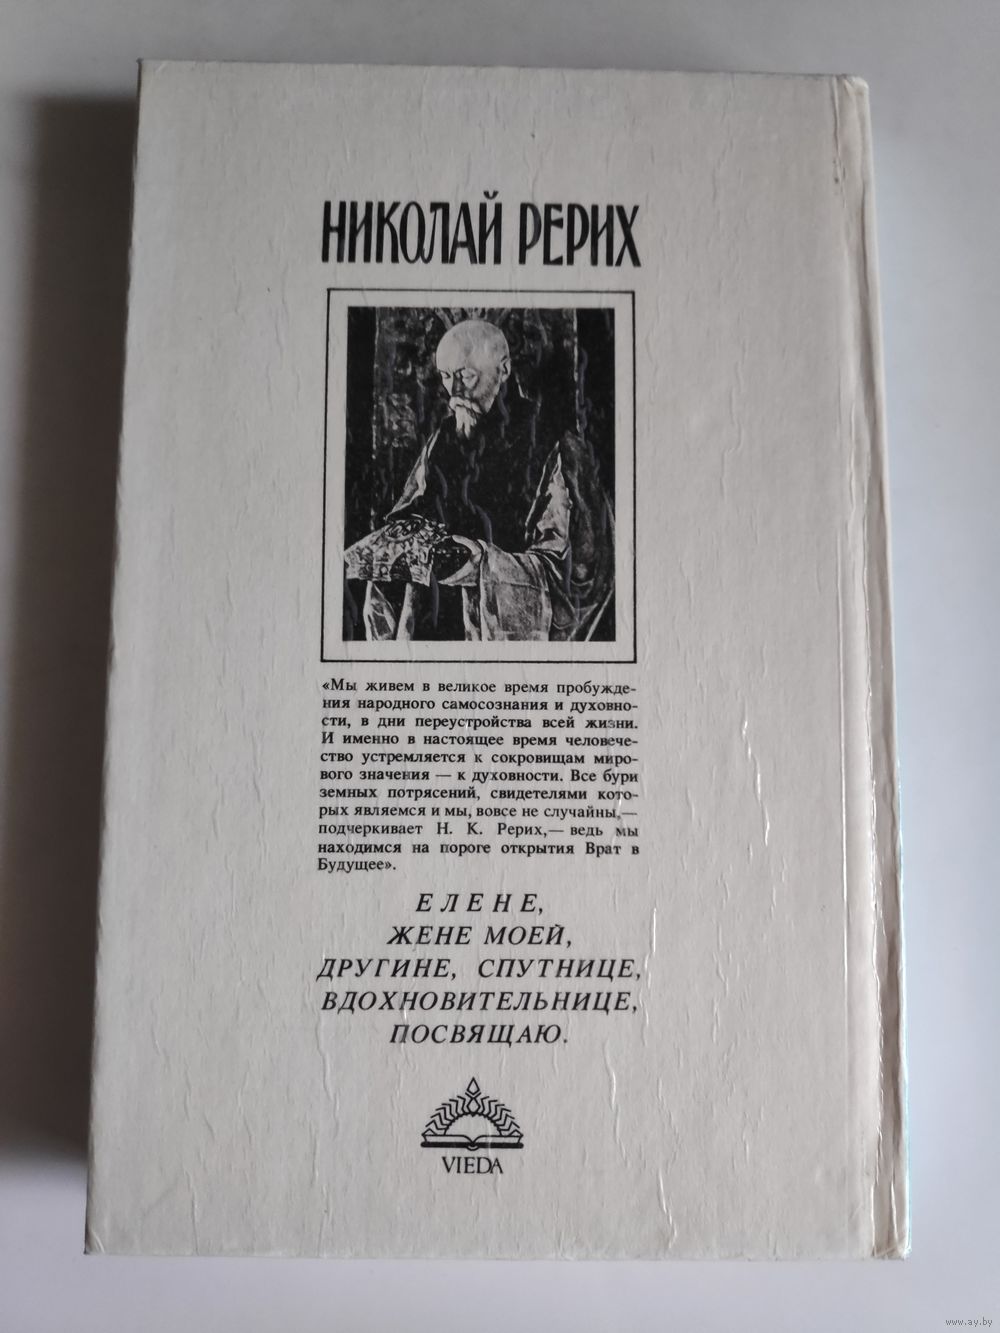 НИКОЛАЙ РЕРИХ
«Мы живем в великое время пробужде-
ния народного самосознания и духовно-
сти, в дни переустройства всей жизни.
И именно в настоящее время человече-
ство устремляется к сокровищам миро-
вого значения — к духовности. Все бури
земных потрясений, свидетелями кото-
рых являемся и мы, вовсе не случайны,—
подчеркивает Н. К. Рерих,— ведь мы
находимся на пороге открытия Врат в
Будущее».
ЕЛЕНЕ,
ЖЕНЕ МОЕЙ,
ДРУГИНЕ, СПУТНИЦЕ,
ВДОХНОВИТЕЛЬНИЦЕ,
ПОСВЯЩАЮ.
VIEDA
www.ay.by